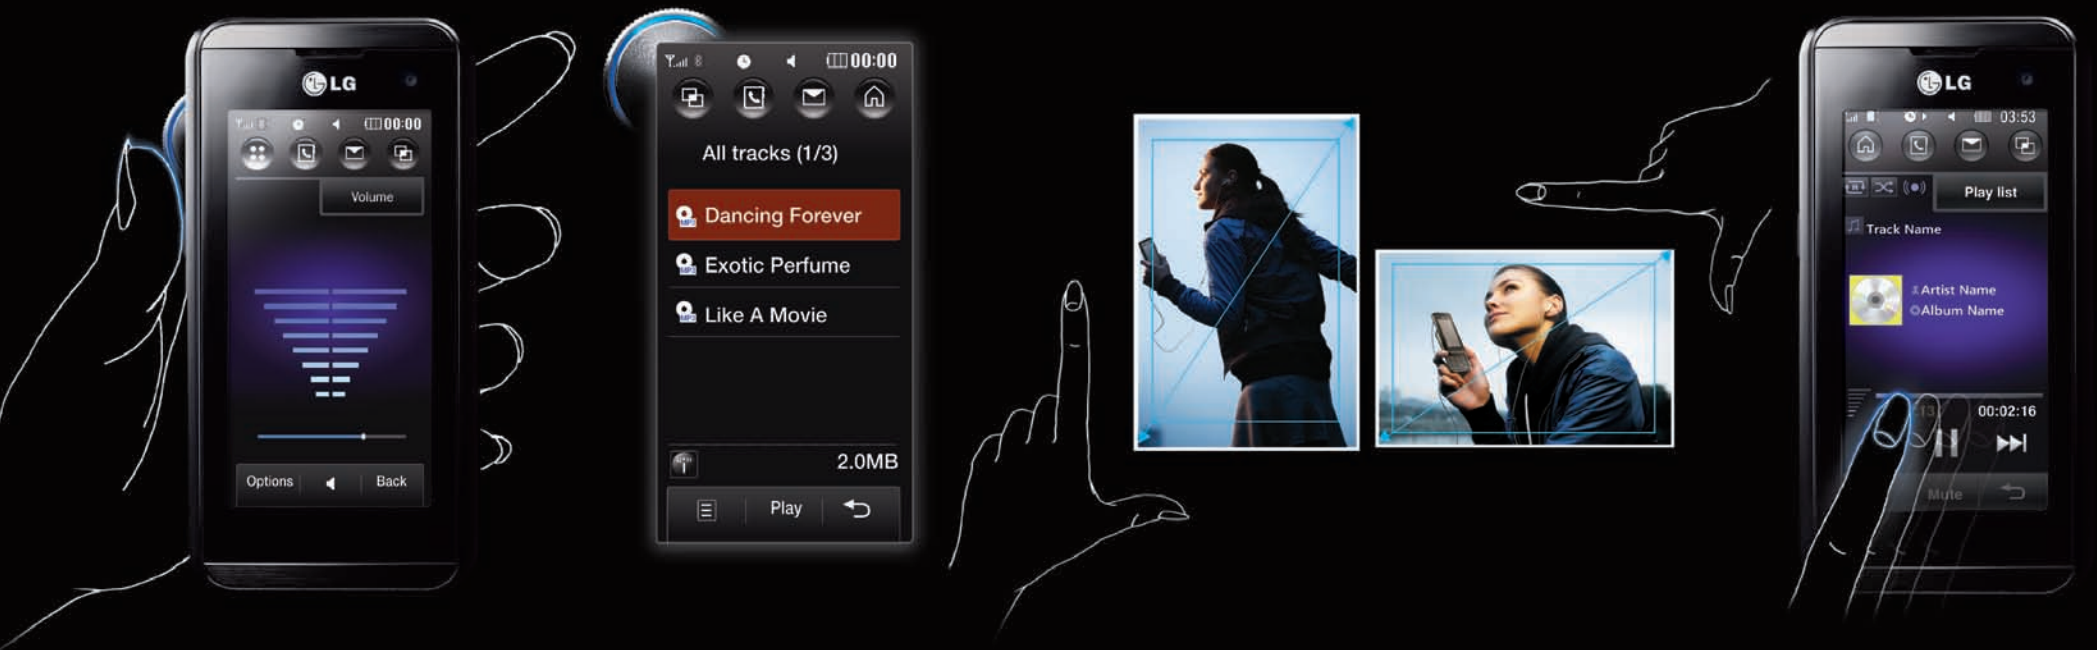 LG
00:00
Volume
Options
Back
00:00
All tracks (1/3)
Dancing Forever
Exotic Perfume
Like A Movie
2.0MB
Play
LG
03:53
Play list
Track Name
Artist Name
Album Name
00:02:16
Mute